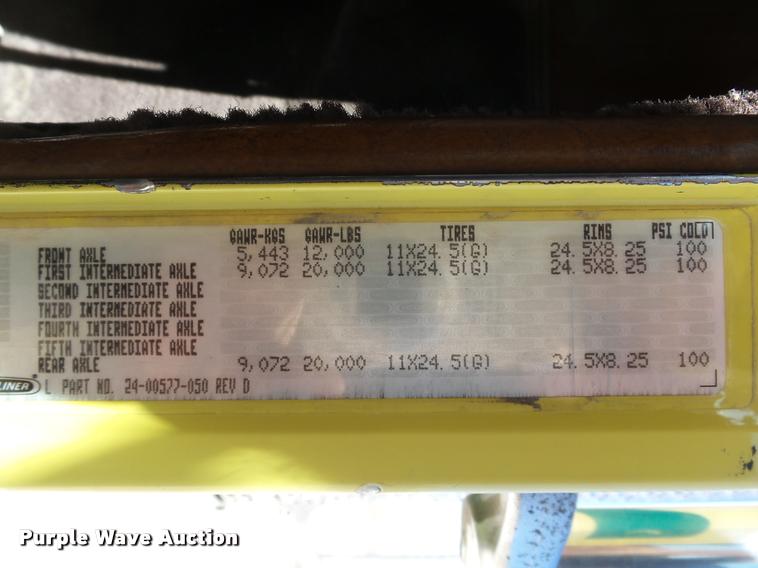 GAWR-KGS GAWR-LBS TIRES RIMS PSI COLD
FRONT AXLE 5,443 12,000 11X24.5(G) 24.5X8.25 100
FIRST INTERMEDIATE AXLE 9,072 20,000 11X24.5(G) 24.5X8.25 100
SECOND INTERMEDIATE AXLE
THIRD INTERMEDIATE AXLE
FOURTH INTERMEDIATE AXLE
FIFTH INTERMEDIATE AXLE
REAR AXLE 9,072 20,000 11X24.5(G) 24.5X8.25 100
LINER L PART NO. 24-00577-050 REV D
Purple Wave Auction